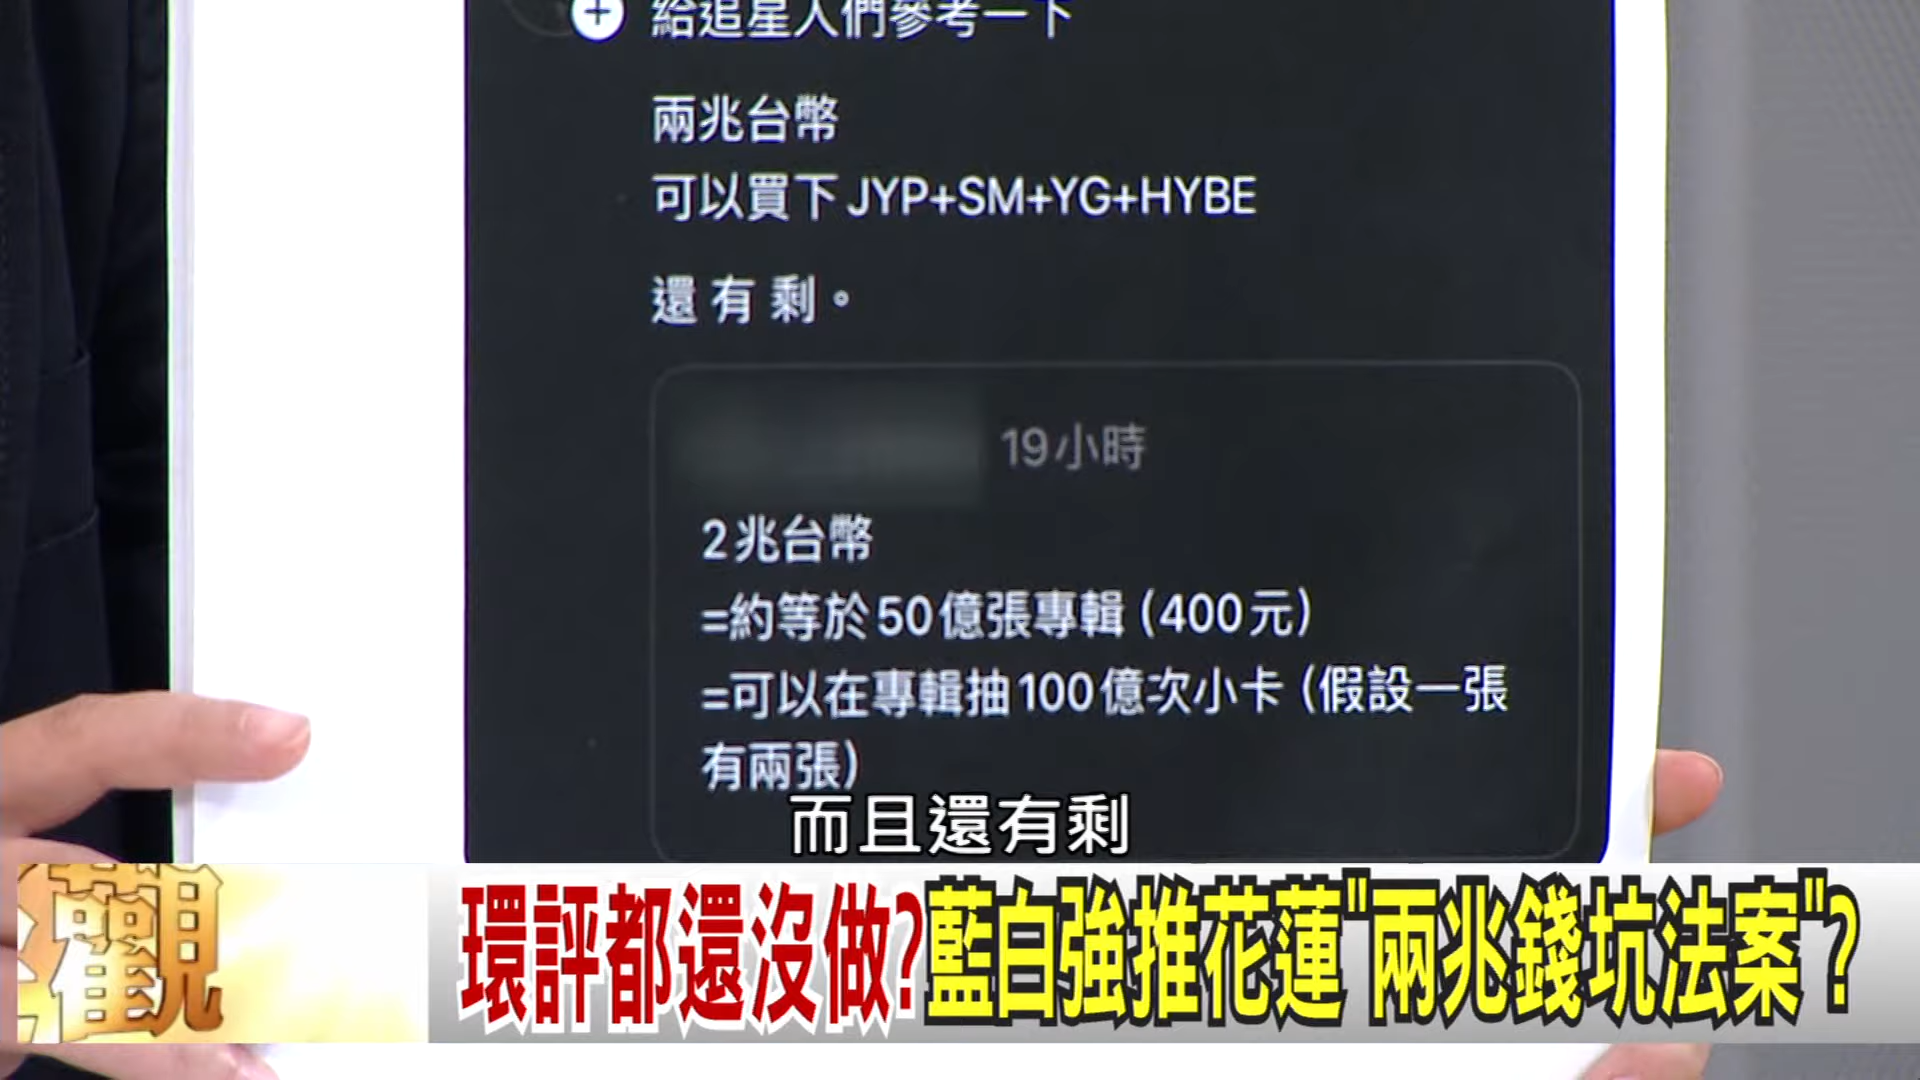 給追星人們參考一下
兩兆台幣
可以買下JYP+SM+YG+HYBE
還 有 剩。
19小時
2兆台幣
=約等於50億張專輯（400元）
=可以在專輯抽100億次小卡（假設一張
有兩張）
而且還有剩
觀
環評都還沒做?藍白強推花蓮"兩兆錢坑法案"?